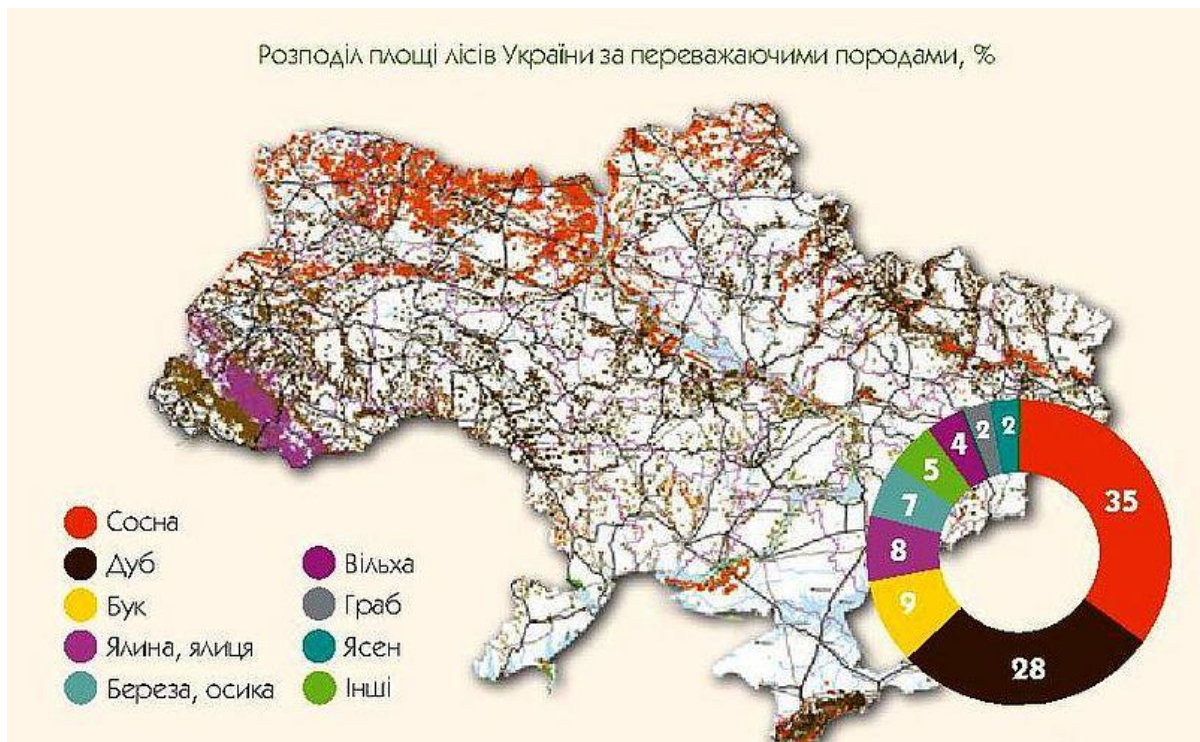 Розподіл площі лісів України за переважаючими породами, %
35
28
9
8
7
5
4
2
2
Сосна
Дуб
Бук
Ялина, ялиця
Береза, осика
Вільха
Граб
Ясен
Інші